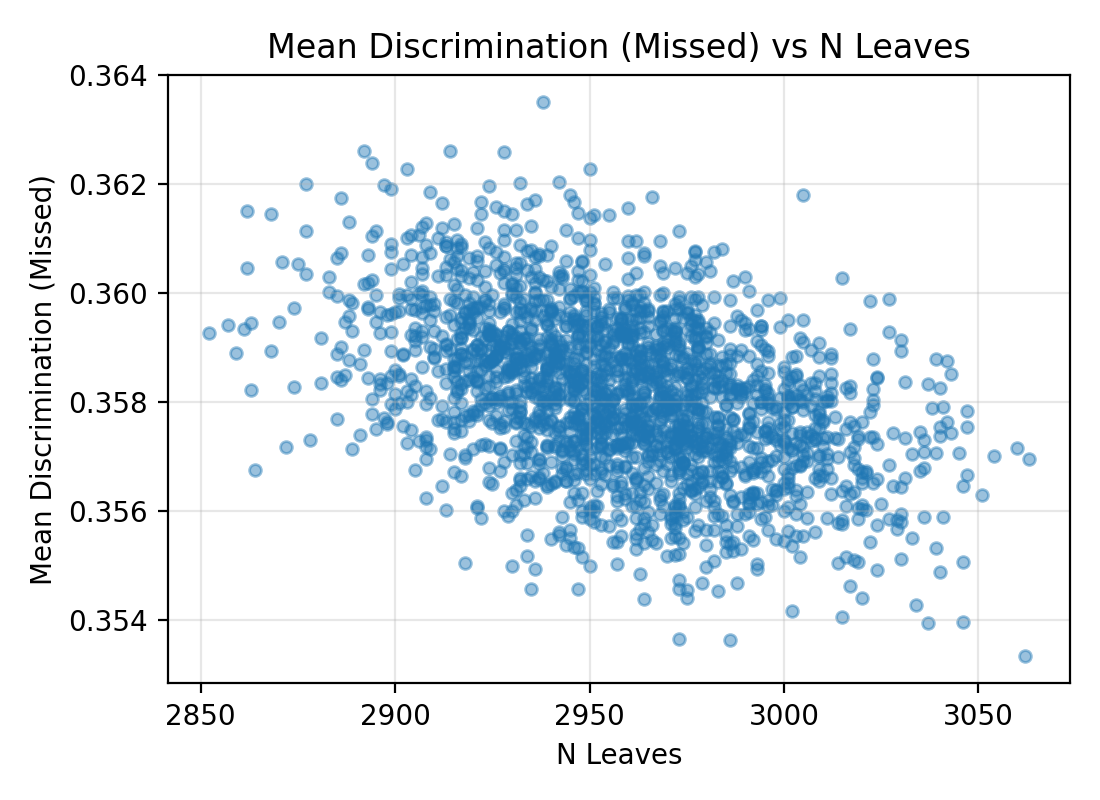 Mean Discrimination (Missed) vs N Leaves
Mean Discrimination (Missed)
0.364
0.362
0.360
0.358
0.356
0.354
2850 2900 2950 3000 3050
N Leaves